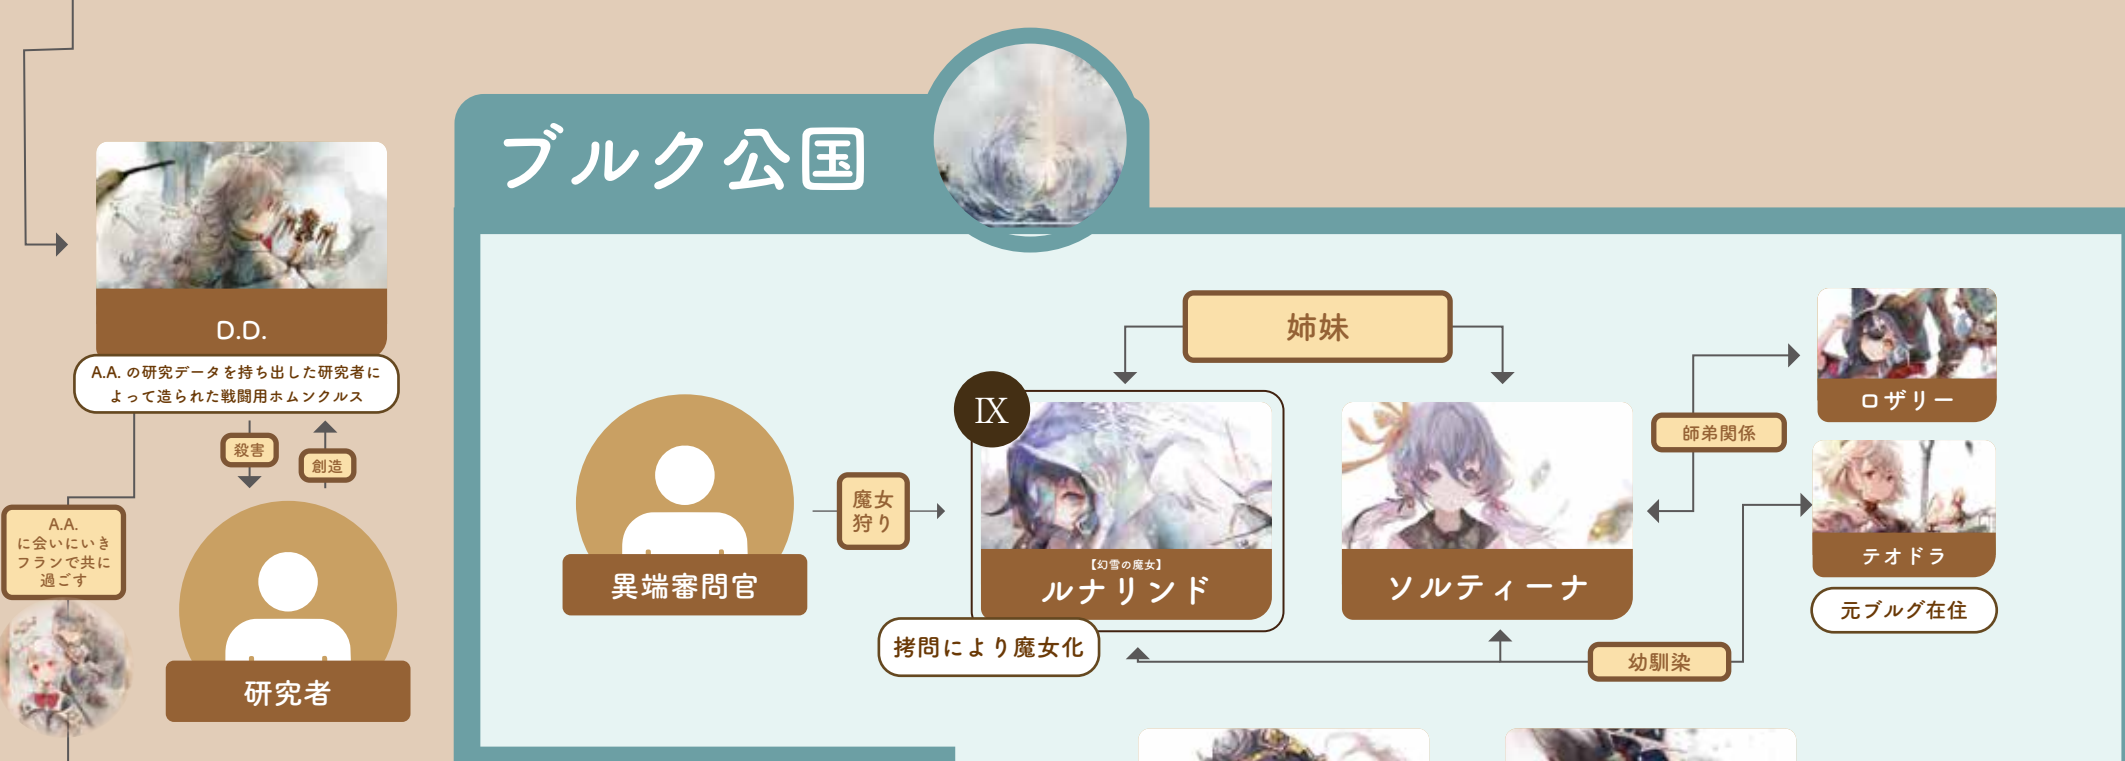 ブルク公国
D.D.
A.A. の研究データを持ち出した研究者に
よって造られた戦闘用ホムンクルス
殺害
創造
A.A.
に会いにいき
フランで共に
過ごす
研究者
姉妹
異端審問官
魔女
狩り
IX
【幻雪の魔女】
ルナリンド
拷問により魔女化
ソルティーナ
師弟関係
ロザリー
テオドラ
元ブルグ在住
幼馴染